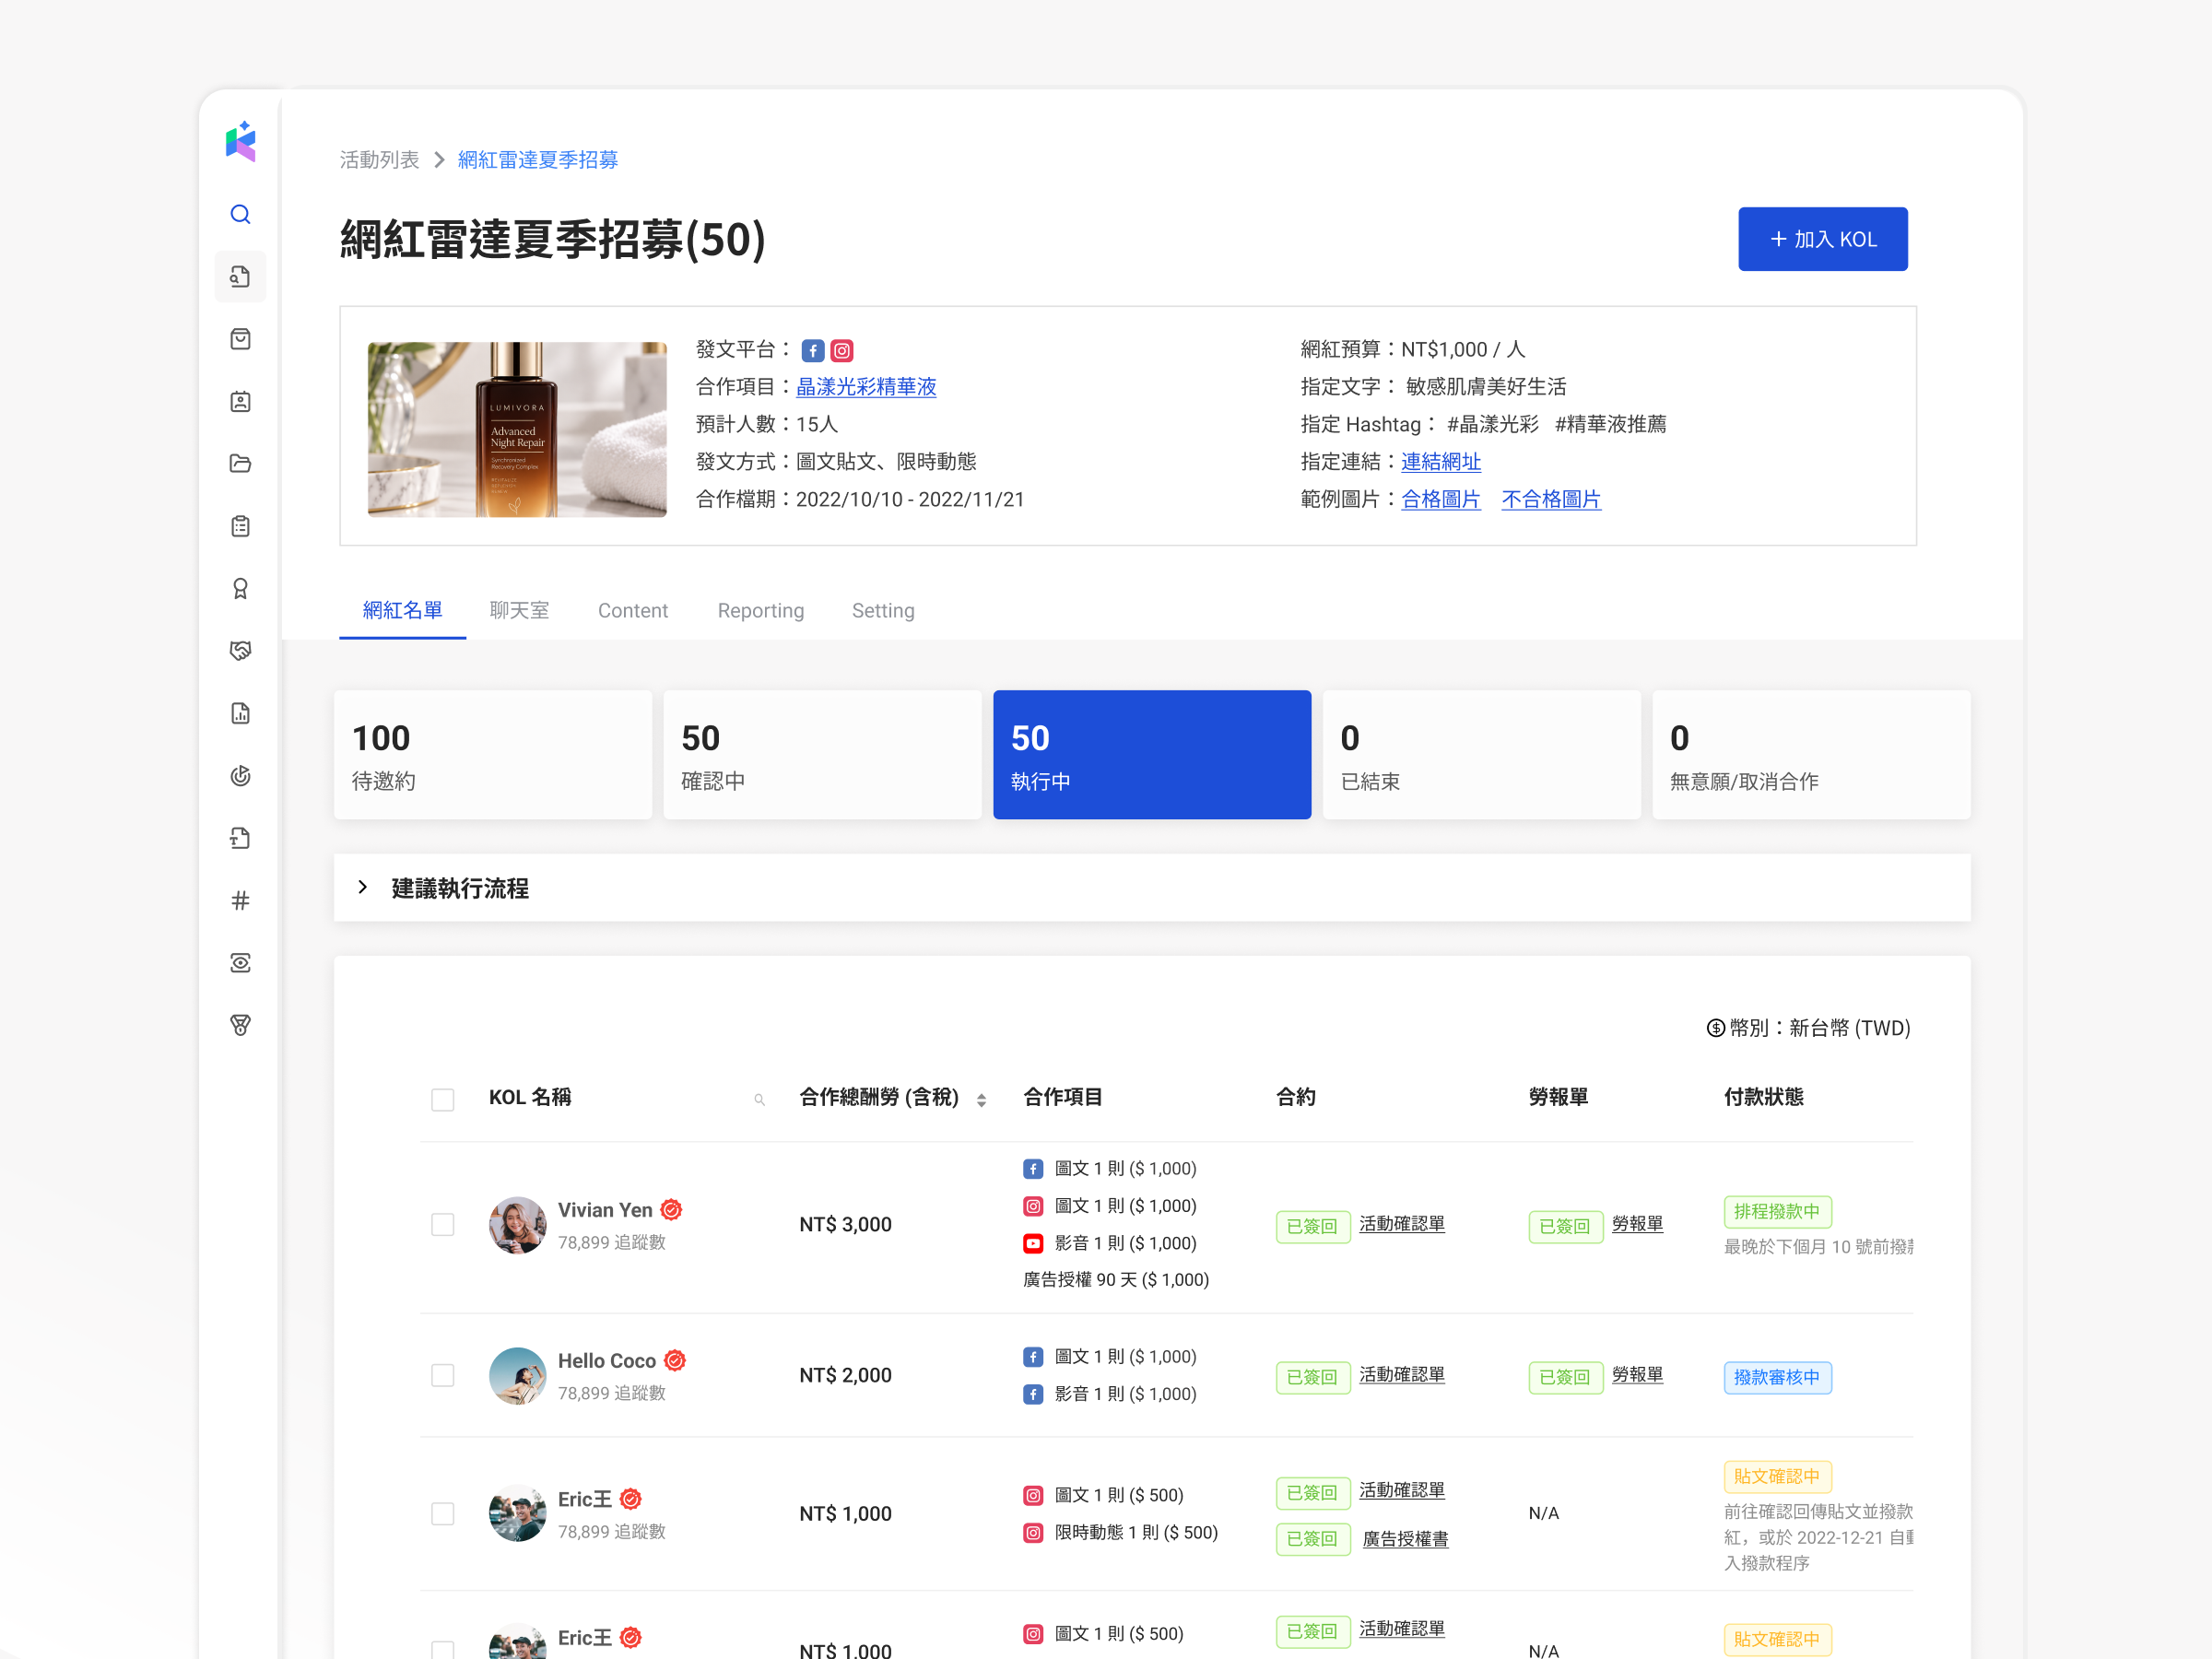 活動列表 > 網紅雷達夏季招募
網紅雷達夏季招募(50)
+ 加入 KOL
LUMIVORA
Advanced
Night Repair
Synchronized
Recovery Complex
發文平台：
合作項目：晶漾光彩精華液
預計人數：15人
發文方式：圖文貼文、限時動態
合作檔期：2022/10/10 - 2022/11/21
網紅預算：NT$1,000 / 人
指定文字： 敏感肌膚美好生活
指定 Hashtag： #晶漾光彩 #精華液推薦
指定連結：連結網址
範例圖片：合格圖片 不合格圖片
網紅名單 聊天室 Content Reporting Setting
100
待邀約
50
確認中
50
執行中
0
已結束
0
無意願/取消合作
建議執行流程
幣別：新台幣 (TWD)
KOL 名稱 合作總酬勞 (含稅) 合作項目 合約 勞報單 付款狀態
Vivian Yen
78,899 追蹤數
NT$ 3,000
圖文 1 則 ($ 1,000)
圖文 1 則 ($ 1,000)
影音 1 則 ($ 1,000)
廣告授權 90 天 ($ 1,000)
已簽回 活動確認單
已簽回 勞報單
排程撥款中
最晚於下個月 10 號前撥
Hello Coco
78,899 追蹤數
NT$ 2,000
圖文 1 則 ($ 1,000)
影音 1 則 ($ 1,000)
已簽回 活動確認單
已簽回 勞報單
撥款審核中
Eric王
78,899 追蹤數
NT$ 1,000
圖文 1 則 ($ 500)
限時動態 1 則 ($ 500)
已簽回 活動確認單
已簽回 廣告授權書
N/A
貼文確認中
前往確認回傳貼文並撥款
紅，或於 2022-12-21 自
入撥款程序
Eric王
NT$ 1,000
圖文 1 則 ($ 500)
已簽回 活動確認單
N/A
貼文確認中